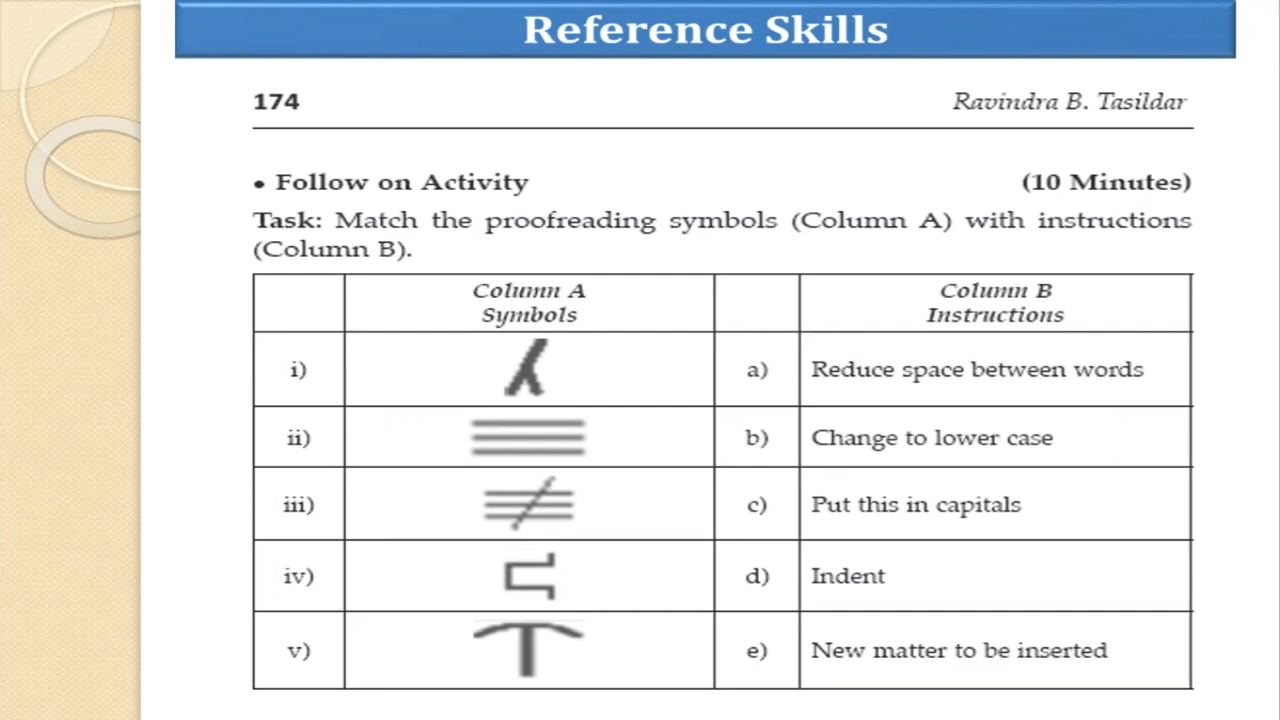 Reference Skills
174 Ravindra B. Tasildar
• Follow on Activity (10 Minutes)
Task: Match the proofreading symbols (Column A) with instructions
(Column B).
Column A Column B
Symbols Instructions
i) a) Reduce space between words
ii) b) Change to lower case
iii) c) Put this in capitals
iv) d) Indent
v) e) New matter to be inserted